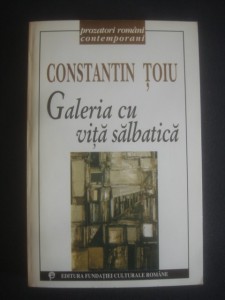 prozatori români
contemporani
CONSTANTIN ȚOIU
Galeria cu
viță sălbatică
EDITURA FUNDAȚIEI CULTURALE ROMÂNE